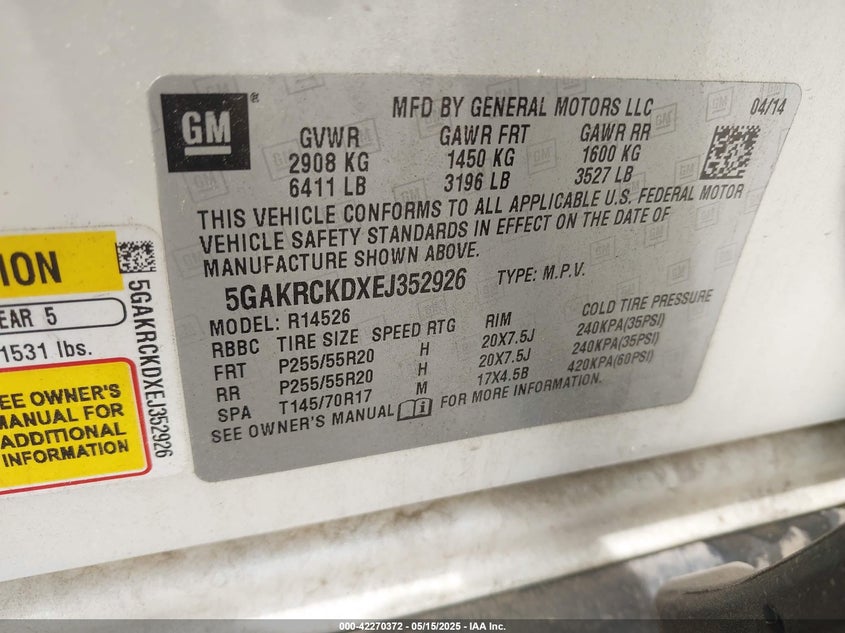 GM
®
MFD BY GENERAL MOTORS LLC 04/14
GVWR GAWR FRT GAWR RR
2908 KG 1450 KG 1600 KG
6411 LB 3196 LB 3527 LB
THIS VEHICLE CONFORMS TO ALL APPLICABLE U.S. FEDERAL MOTOR
VEHICLE SAFETY STANDARDS IN EFFECT ON THE DATE OF
MANUFACTURE SHOWN ABOVE.
5GAKRCKDXEJ352926 TYPE: M.P.V.
MODEL: R14526
RBBC TIRE SIZE SPEED RTG RIM COLD TIRE PRESSURE
FRT P255/55R20 H 20X7.5J 240KPA(35PSI)
RR P255/55R20 H 20X7.5J 240KPA(35PSI)
SPA T145/70R17 M 17X4.5B 420KPA(60PSI)
SEE OWNER'S MANUAL FOR MORE INFORMATION.
ION
EAR 5
1531 lbs.
EE OWNER'S
MANUAL FOR
ADDITIONAL
INFORMATION
5GAKRCKDXEJ352926
000-42270372 — 05/15/2025 — IAA Inc.